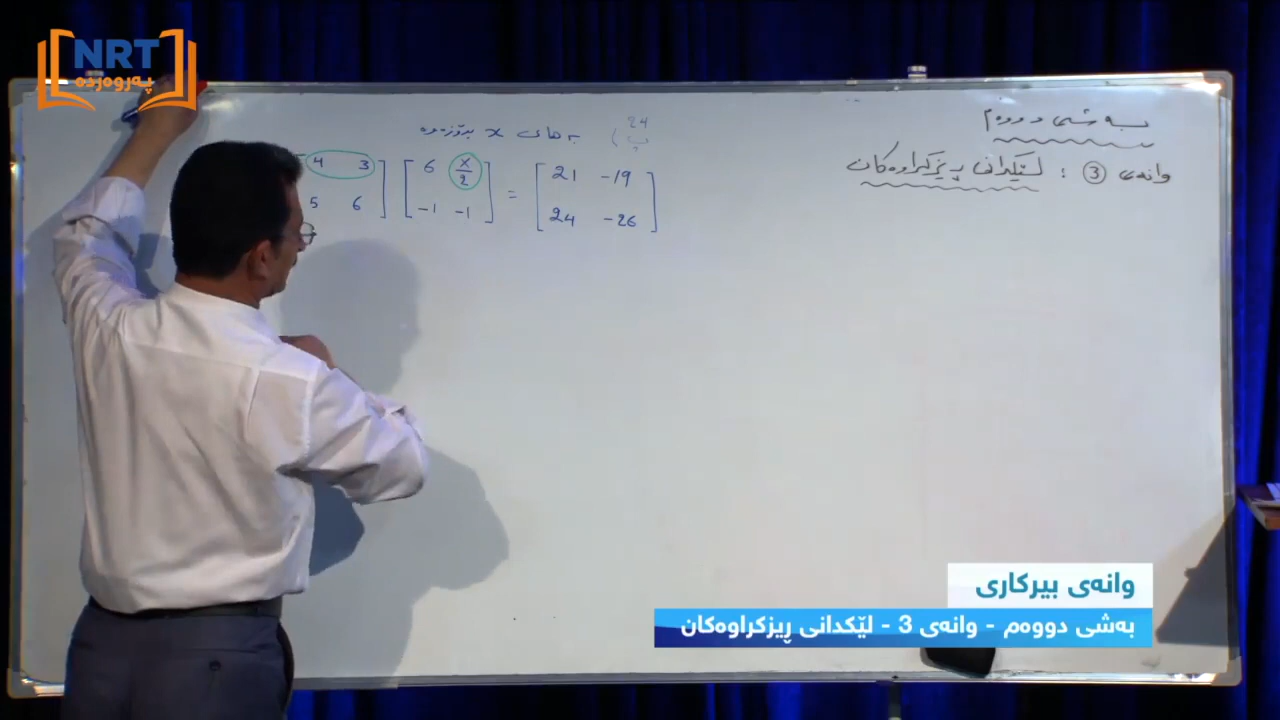 NRT
پەروەردە
بەشی دووەم
وانەی ③ : لێکدانی ڕیزکراوەکان
24
ب) بەهای x بدۆزەوە
[4 3] [6 x/2] = [21 -19]
[5 6] [-1 -1] [24 -26]
وانەی بیرکاری
بەشی دووەم - وانەی 3 - لێکدانی ڕیزکراوەکان